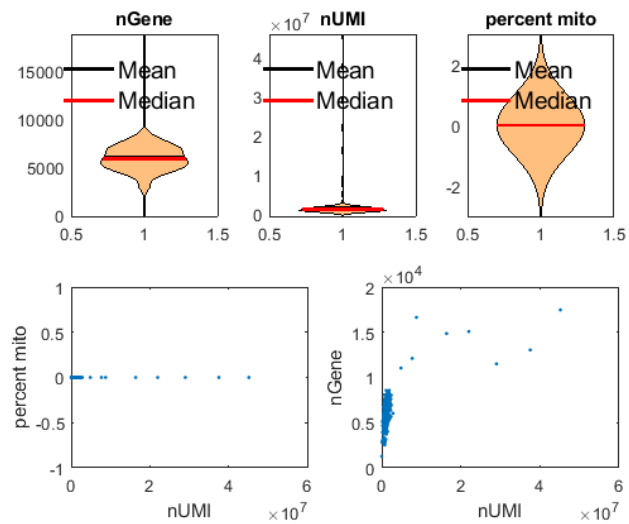 nGene
15000
10000
5000
0
0.5 1 1.5
Mean
Median
nUMI
×10^7
4
3
2
1
0
0.5 1 1.5
Mean
Median
percent mito
2
0
-2
0.5 1 1.5
Mean
Median
percent mito
1
0.5
0
-0.5
-1
0 2 4 6
nUMI ×10^7
nGene
×10^4
2
1.5
1
0.5
0
0 2 4 6
nUMI ×10^7